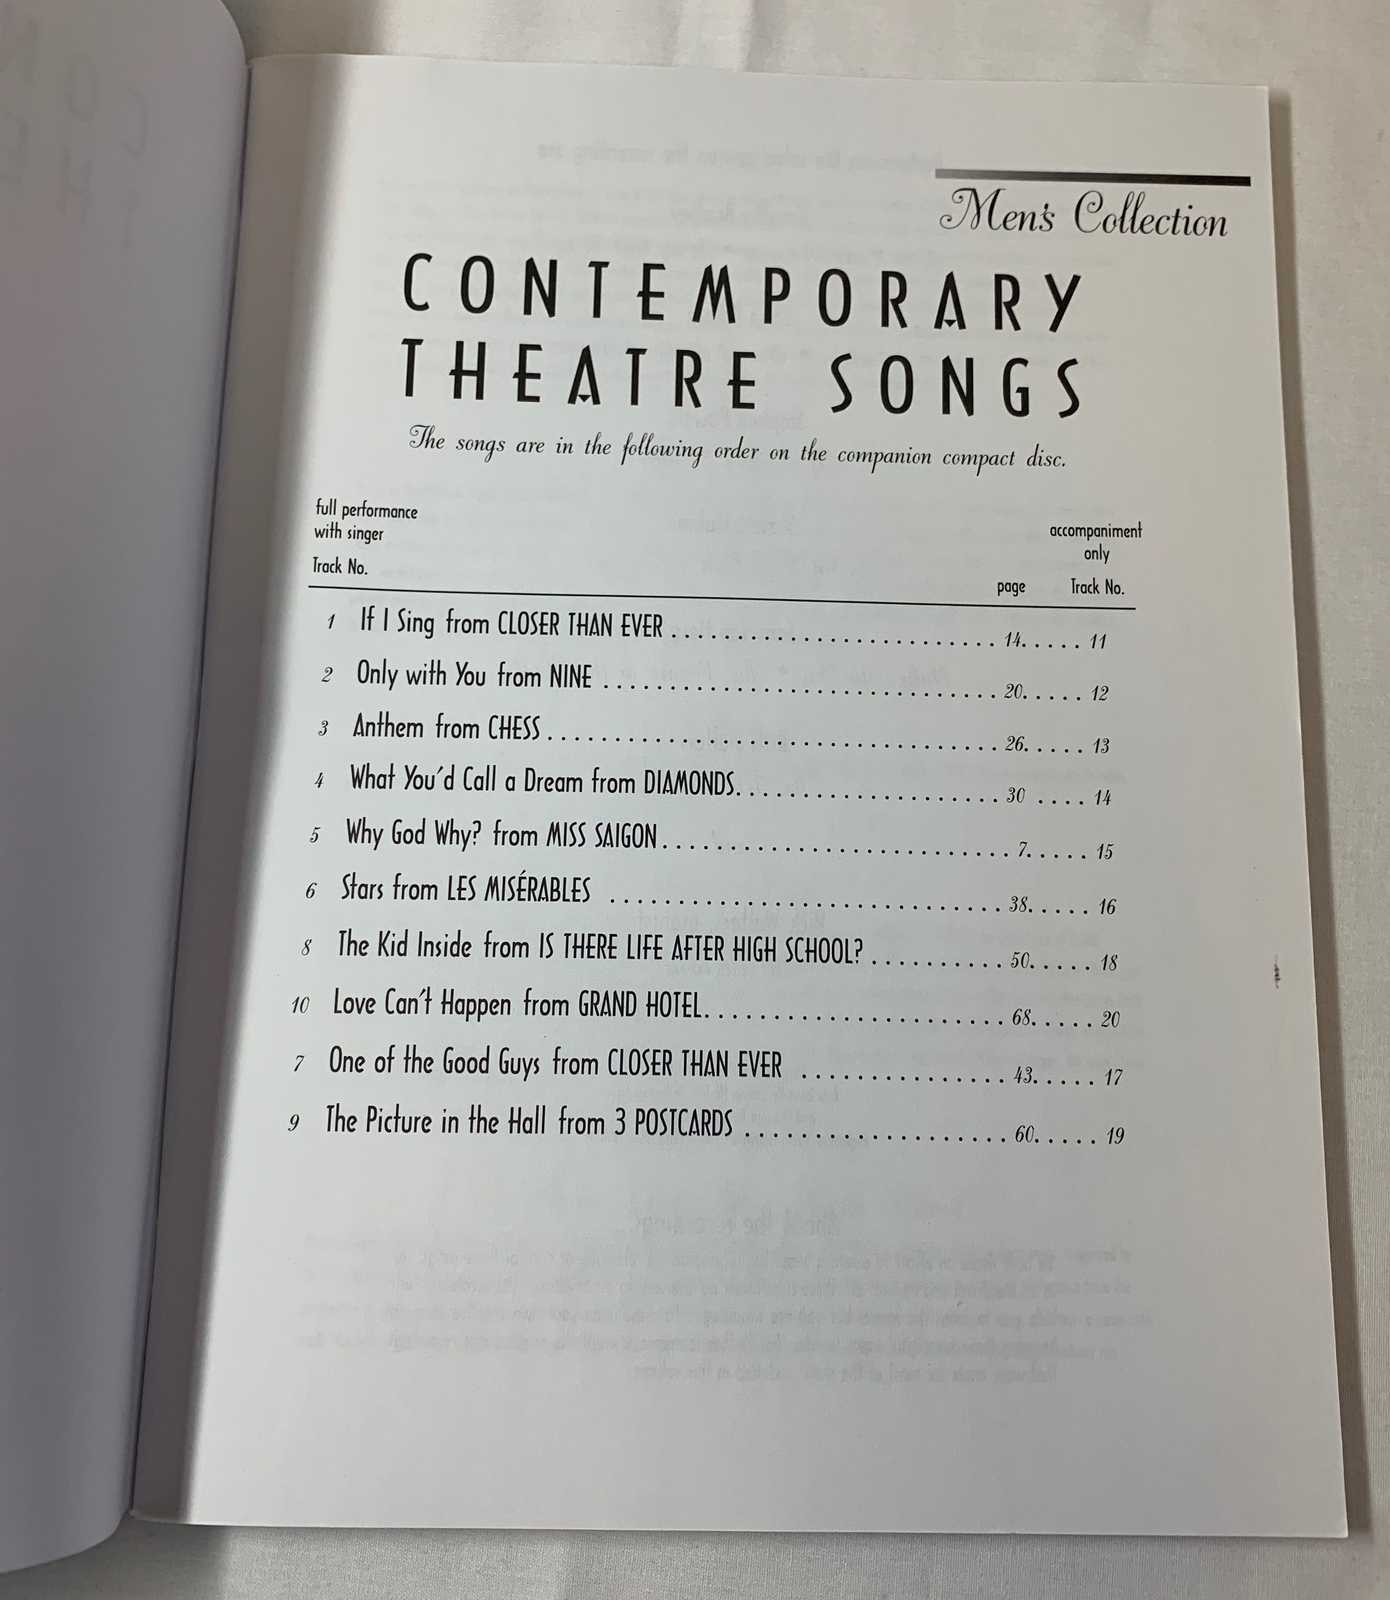 Men's Collection
CONTEMPORARY
THEATRE SONGS
The songs are in the following order on the companion compact disc.
full performance
with singer
Track No.
accompaniment
only
page Track No.
1 If I Sing from CLOSER THAN EVER . . . . . . . . . . . . . . . . . . . . . . . . . 14. . . . . 11
2 Only with You from NINE . . . . . . . . . . . . . . . . . . . . . . . . . . . . . . 20. . . . . 12
3 Anthem from CHESS . . . . . . . . . . . . . . . . . . . . . . . . . . . . . . . . . . 26. . . . . 13
4 What You'd Call a Dream from DIAMONDS. . . . . . . . . . . . . . . . . . . . 30 . . . . 14
5 Why God Why? from MISS SAIGON . . . . . . . . . . . . . . . . . . . . . . . . . . 7. . . . . 15
6 Stars from LES MISÉRABLES . . . . . . . . . . . . . . . . . . . . . . . . . . . . . 38. . . . . 16
8 The Kid Inside from IS THERE LIFE AFTER HIGH SCHOOL? . . . . . . . . . . 50. . . . . 18
10 Love Can't Happen from GRAND HOTEL. . . . . . . . . . . . . . . . . . . . . . . 68. . . . . 20
7 One of the Good Guys from CLOSER THAN EVER . . . . . . . . . . . . . . . . 43. . . . . 17
9 The Picture in the Hall from 3 POSTCARDS . . . . . . . . . . . . . . . . . . . . 60. . . . . 19